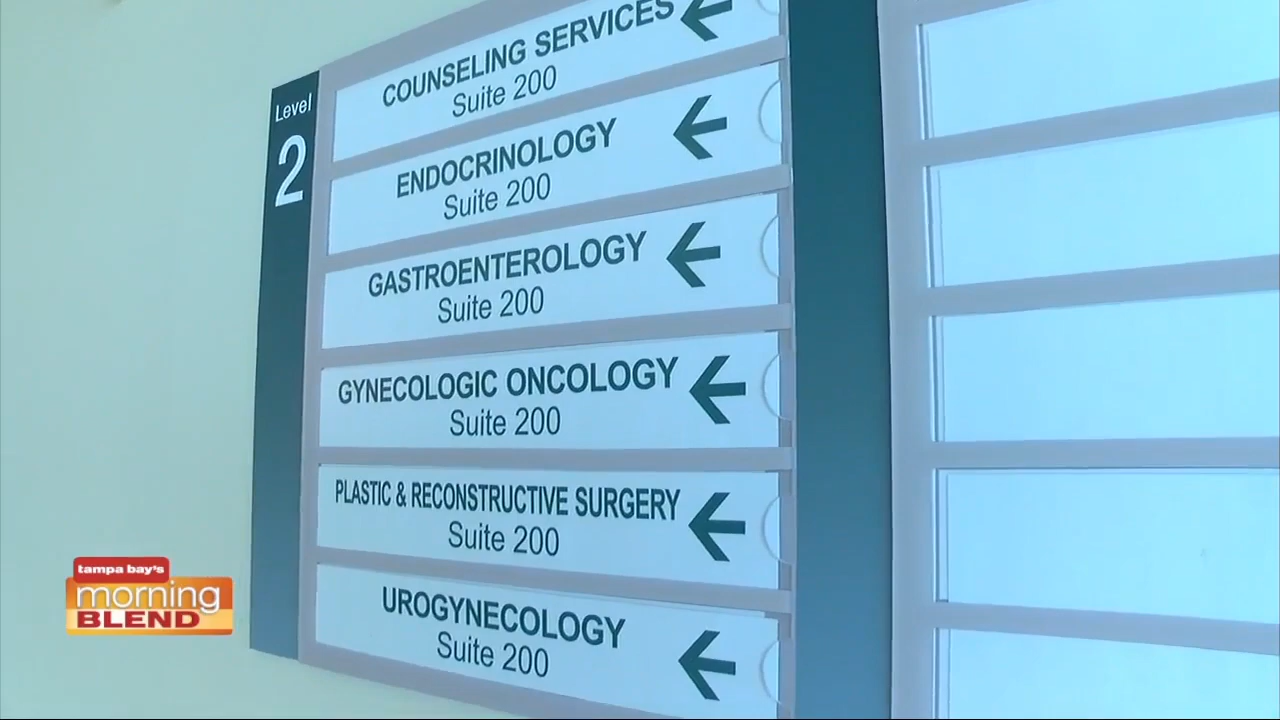 Level
2
COUNSELING SERVICES
Suite 200
ENDOCRINOLOGY
Suite 200
GASTROENTEROLOGY
Suite 200
GYNECOLOGIC ONCOLOGY
Suite 200
PLASTIC & RECONSTRUCTIVE SURGERY
Suite 200
UROGYNECOLOGY
Suite 200
tampa bay's
morning
BLEND